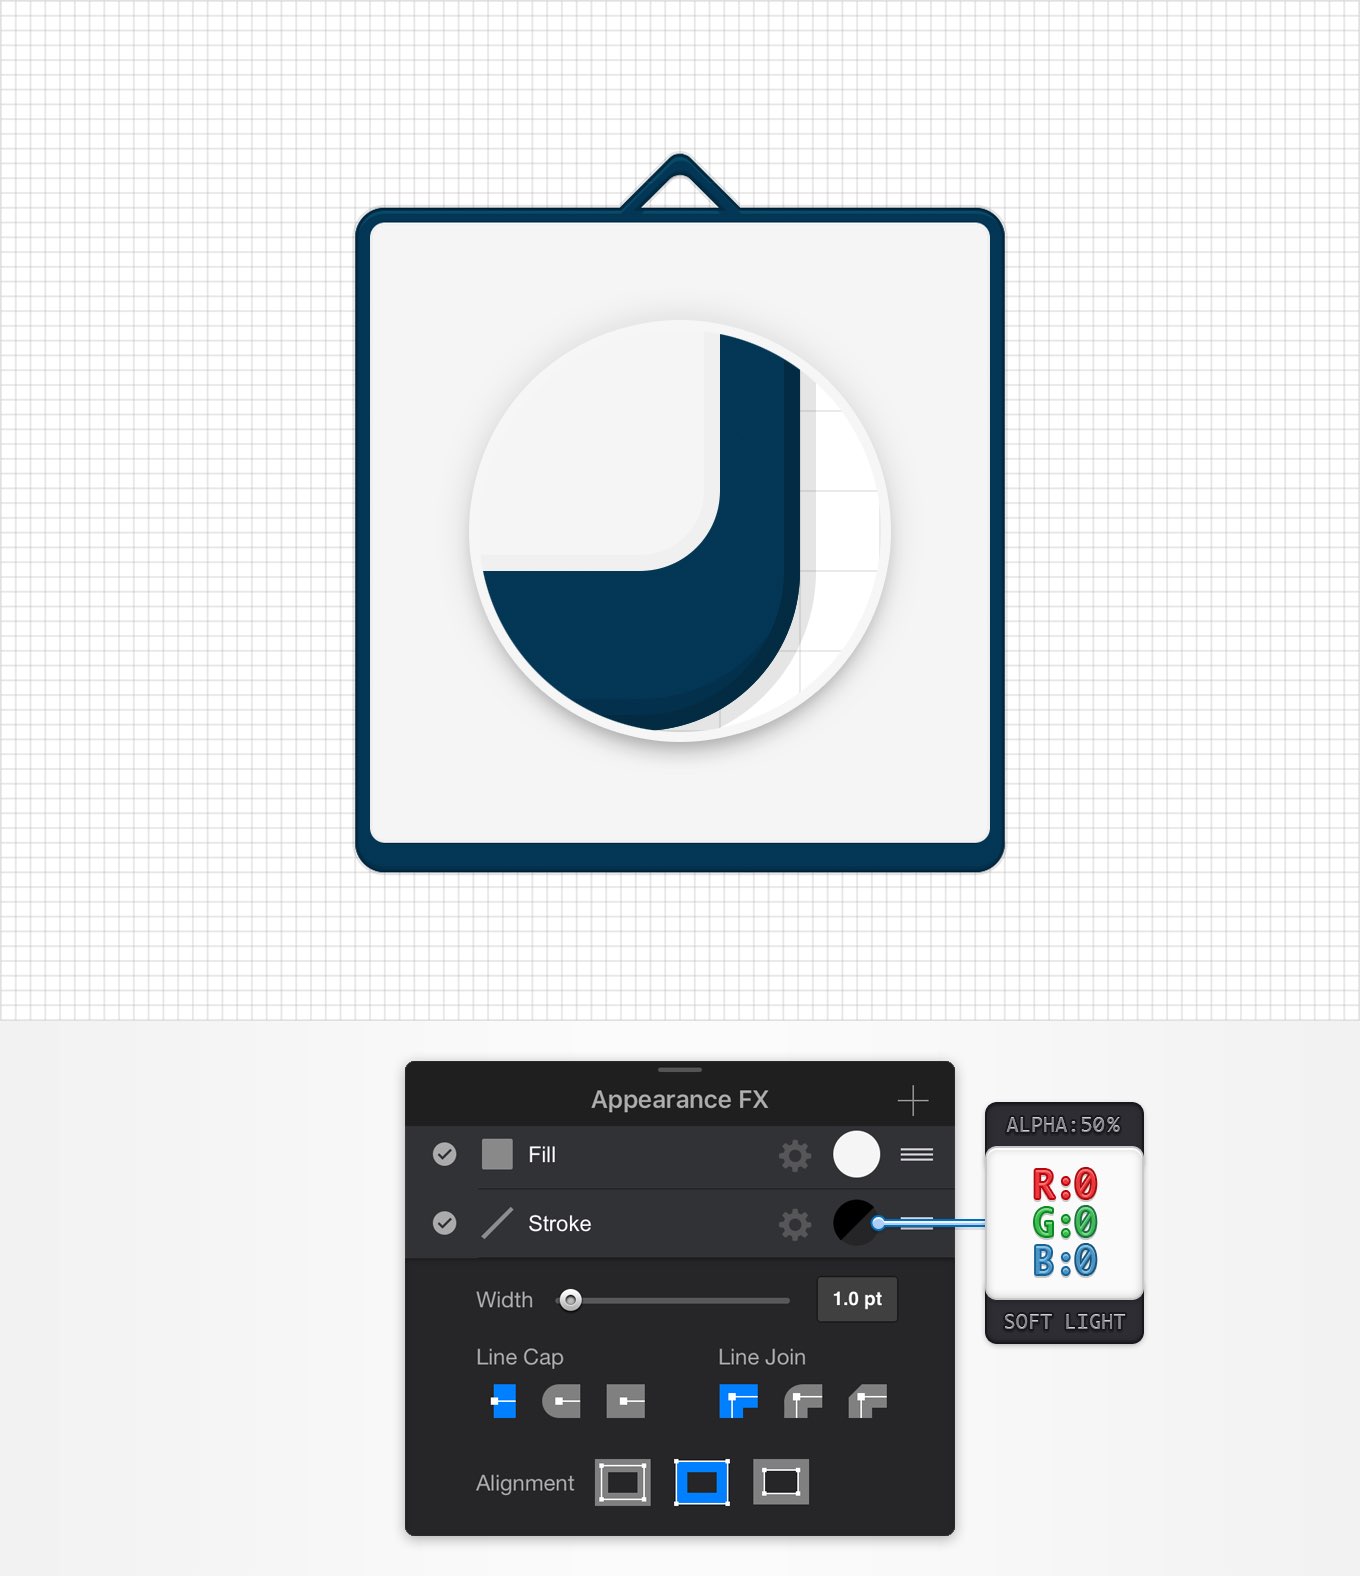 Appearance FX
Fill
Stroke
Width
1.0 pt
Line Cap
Line Join
Alignment
ALPHA:50%
R:0
G:0
B:0
SOFT LIGHT